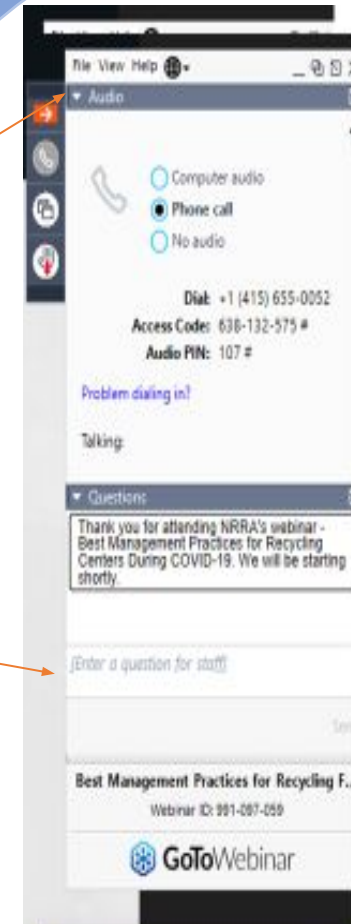 File View Help
Audio
Computer audio
Phone call
No audio
Dial: +1 (415) 655-0052
Access Code: 638-132-575 #
Audio PIN: 107 #
Problem dialing in?
Talking:
Questions
Thank you for attending NRRA's webinar -
Best Management Practices for Recycling
Centers During COVID-19. We will be starting
shortly.
[Enter a question for staff]
Best Management Practices for Recycling F...
Webinar ID: 991-097-059
GoToWebinar